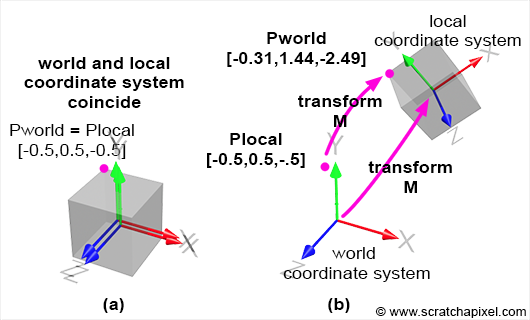 world and local
coordinate system
coincide
Pworld = Plocal
[-0.5,0.5,-0.5]
Y
X
Z
(a)
Pworld
[-0.31,1.44,-2.49]
local
coordinate system
Y
X
Z
transform
M
Plocal
[-0.5,0.5,-.5]
Y
transform
M
X
Z
world
coordinate system
(b)
© www.scratchapixel.com